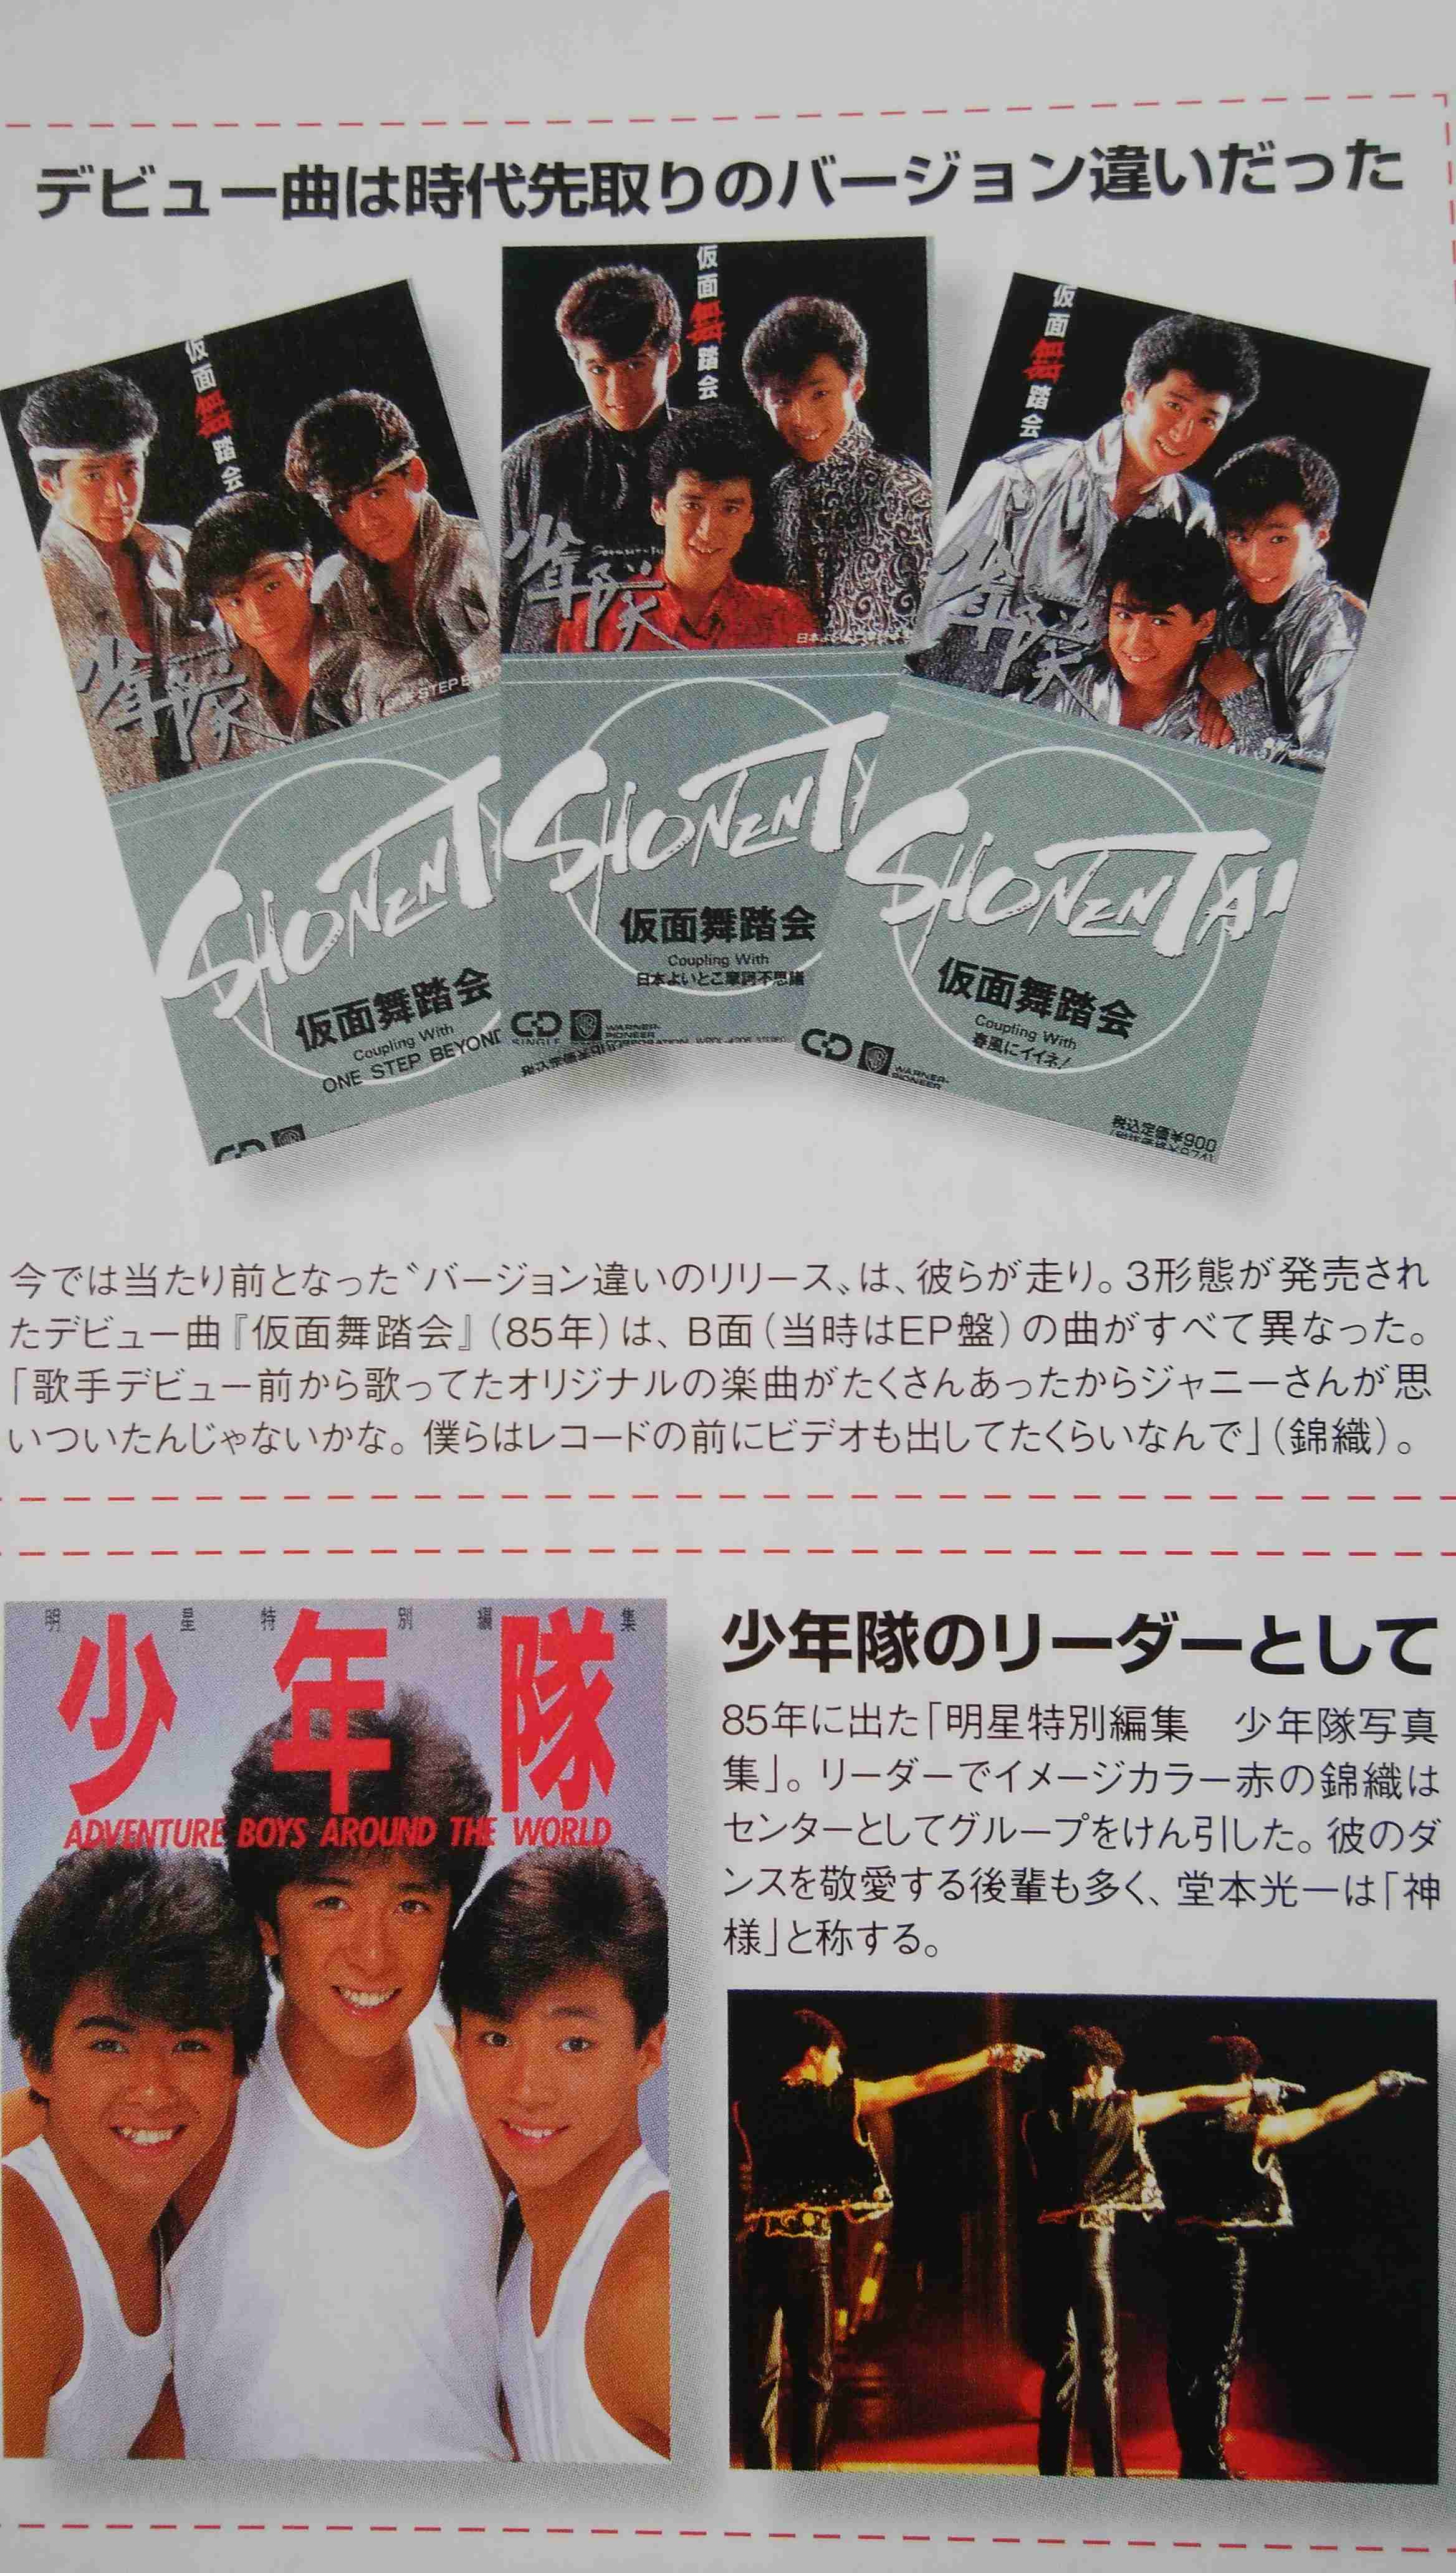 デビュー曲は時代先取りのバージョン違いだった
仮面舞踏会
少年隊
ONE STEP BEYOND
SHONENT
仮面舞踏会
Coupling With
ONE STEP BEYOND
仮面舞踏会
少年隊
SHONENTA
仮面舞踏会
Coupling With
日本よいとこ摩訶不思議
CD
SINGLE
WARNER-
PIONEER
CORPORATION
仮面舞踏会
少年隊
SHONENTAI
仮面舞踏会
Coupling With
春風にイイネ!
WARNER-
PIONEER
税込定価¥900
今では当たり前となった〝バージョン違いのリリース〟は、彼らが走り。3形態が発売され
たデビュー曲『仮面舞踏会』(85年)は、B面(当時はEP盤)の曲がすべて異なった。
「歌手デビュー前から歌ってたオリジナルの楽曲がたくさんあったからジャニーさんが思
いついたんじゃないかな。僕らはレコードの前にビデオも出してたくらいなんで」(錦織)。
明星特別編集
少年隊
ADVENTURE BOYS AROUND THE WORLD
少年隊のリーダーとして
85年に出た「明星特別編集　少年隊写真
集」。リーダーでイメージカラー赤の錦織は
センターとしてグループをけん引した。彼のダ
ンスを敬愛する後輩も多く、堂本光一は「神
様」と称する。